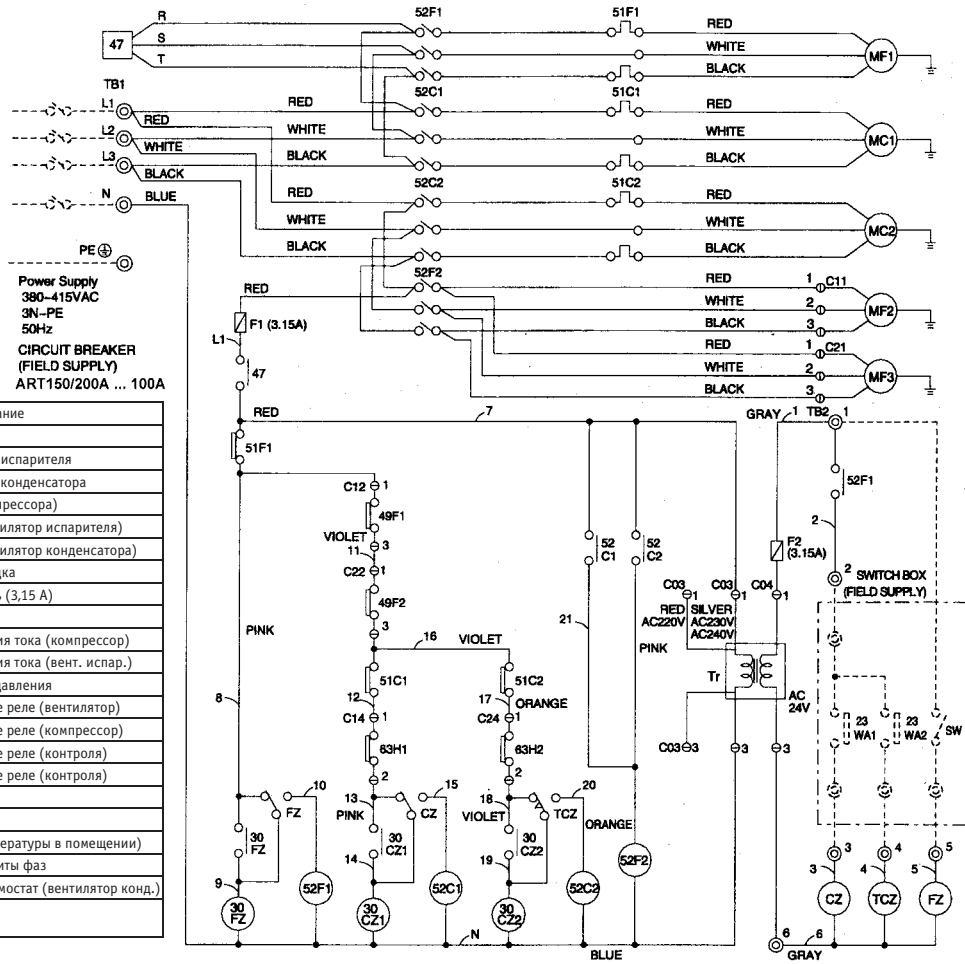 R
52F1
51F1
RED
S
WHITE
47
MF1
T
BLACK
TB1
52C1
51C1
L1
RED
RED
RED
L2
WHITE
WHITE
MC1
WHITE
L3
BLACK
BLACK
BLACK
52C2
51C2
N
BLUE
RED
RED
WHITE
WHITE
MC2
BLACK
BLACK
PE
52F2
RED
RED
1
C11
Power Supply
380–415VAC
3N–PE
50Hz
F1 (3.15A)
WHITE
2
MF2
BLACK
3
L1
RED
1
C21
CIRCUIT BREAKER
(FIELD SUPPLY)
ART150/200A ... 100A
47
WHITE
2
MF3
BLACK
3
ание
испарителя
конденсатора
прессора)
илятор испарителя)
илятор конденсатора)
дка
ь (3,15 А)
ия тока (компрессор)
ия тока (вент. испар.)
давления
е реле (вентилятор)
е реле (компрессор)
е реле (контроля)
е реле (контроля)
ературы в помещении)
иты фаз
мостат (вентилятор конд.)
RED
7
GRAY
1
TB2
1
51F1
C12
1
52F1
49F1
VIOLET
11
3
52
C1
52
C2
F2
(3.15A)
2
C22
1
2
SWITCH BOX
(FIELD SUPPLY)
49F2
C03
C03
C04
1
1
1
3
RED
AC220V
SILVER
AC230V
AC240V
PINK
16
VIOLET
21
PINK
51C1
51C2
Tr
8
12
17
ORANGE
AC
24V
C14
1
C24
1
23
WA1
23
WA2
SW
63H1
63H2
C03
3
3
3
2
2
10
13
15
18
20
FZ
PINK
CZ
VIOLET
TCZ
ORANGE
30
FZ
30
CZ1
30
CZ2
52F2
3
4
5
9
14
19
3
4
5
52F1
52C1
52C2
CZ
TCZ
FZ
30
FZ
30
CZ1
30
CZ2
N
6
6
BLUE
GRAY